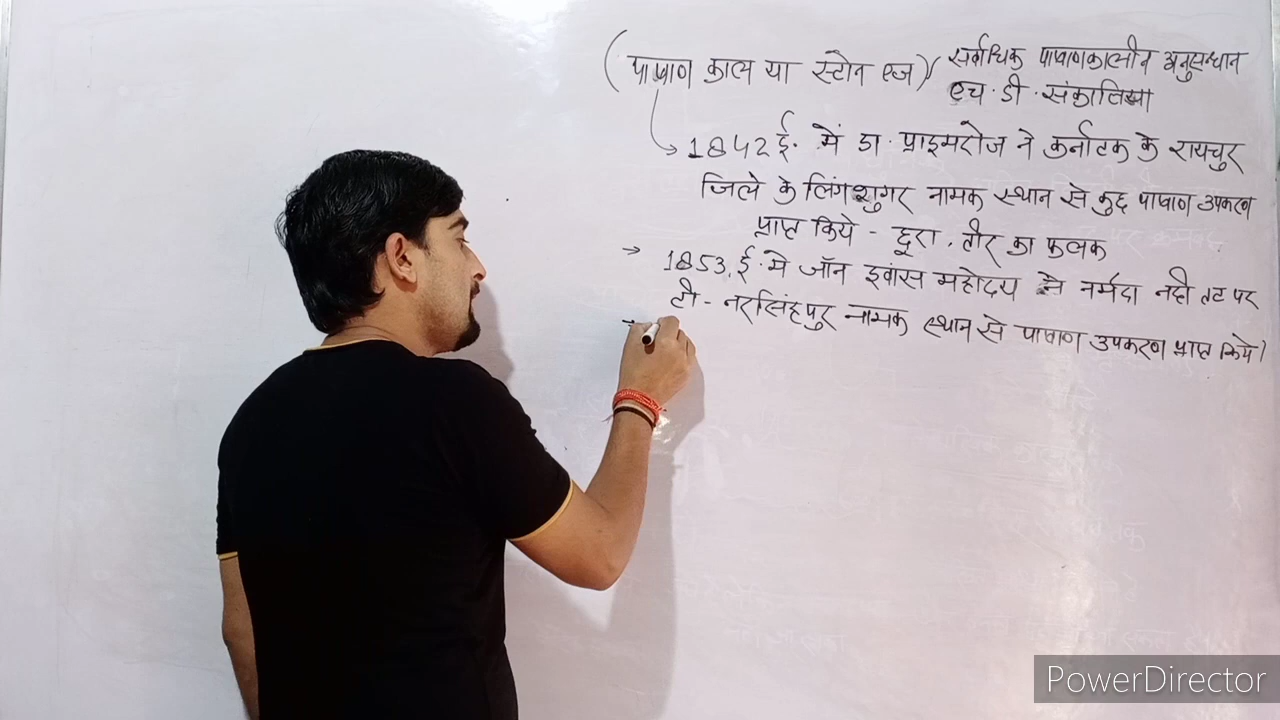 (पाषाण काल या स्टोन एज) सर्वाधिक पाषाणकालीन अनुसन्धान
एच.डी. संकालिया
→ 1842 ई. में डा. प्राइमरोज ने कर्नाटक के रायचुर
जिले के लिंगशुगर नामक स्थान से कुछ पाषाण उपकरण
प्राप्त किये - छूरा, तीर का फलक
→ 1853 ई. में जॉन इवांस महोदय ने नर्मदा नदी तट पर
टी - नरसिंहपुर नामक स्थान से पाषाण उपकरण प्राप्त किये।
PowerDirector